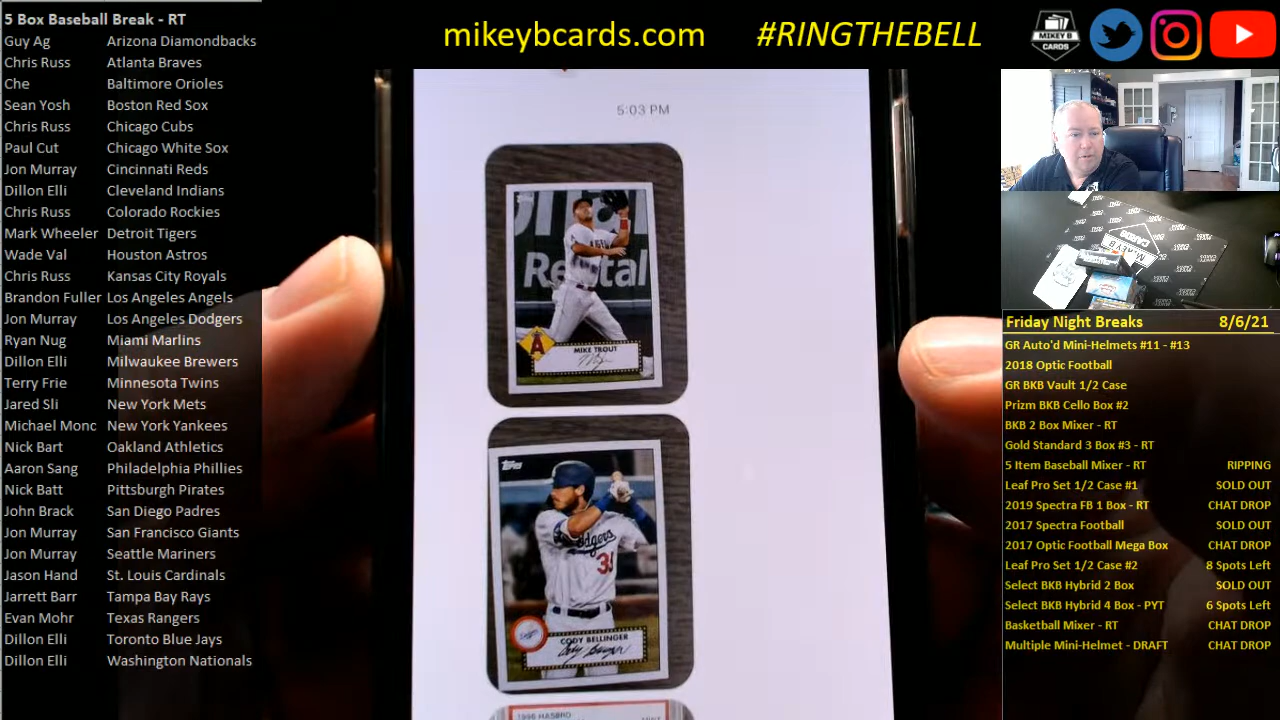 5 Box Baseball Break - RT
Guy Ag Arizona Diamondbacks
Chris Russ Atlanta Braves
Che Baltimore Orioles
Sean Yosh Boston Red Sox
Chris Russ Chicago Cubs
Paul Cut Chicago White Sox
Jon Murray Cincinnati Reds
Dillon Elli Cleveland Indians
Chris Russ Colorado Rockies
Mark Wheeler Detroit Tigers
Wade Val Houston Astros
Chris Russ Kansas City Royals
Brandon Fuller Los Angeles Angels
Jon Murray Los Angeles Dodgers
Ryan Nug Miami Marlins
Dillon Elli Milwaukee Brewers
Terry Frie Minnesota Twins
Jared Sli New York Mets
Michael Monc New York Yankees
Nick Bart Oakland Athletics
Aaron Sang Philadelphia Phillies
Nick Batt Pittsburgh Pirates
John Brack San Diego Padres
Jon Murray San Francisco Giants
Jon Murray Seattle Mariners
Jason Hand St. Louis Cardinals
Jarrett Barr Tampa Bay Rays
Evan Mohr Texas Rangers
Dillon Elli Toronto Blue Jays
Dillon Elli Washington Nationals
mikeybcards.com #RINGTHEBELL
MIKEY B
CARDS
5:03 PM
Topps
Re tal
A
MIKE TROUT
Topps
Dodgers
35
Dodgers
CODY BELLINGER
1996 HASBRO
MIKEY B
CARDS
Friday Night Breaks 8/6/21
GR Auto'd Mini-Helmets #11 - #13
2018 Optic Football
GR BKB Vault 1/2 Case
Prizm BKB Cello Box #2
BKB 2 Box Mixer - RT
Gold Standard 3 Box #3 - RT
5 Item Baseball Mixer - RT RIPPING
Leaf Pro Set 1/2 Case #1 SOLD OUT
2019 Spectra FB 1 Box - RT CHAT DROP
2017 Spectra Football SOLD OUT
2017 Optic Football Mega Box CHAT DROP
Leaf Pro Set 1/2 Case #2 8 Spots Left
Select BKB Hybrid 2 Box SOLD OUT
Select BKB Hybrid 4 Box - PYT 6 Spots Left
Basketball Mixer - RT CHAT DROP
Multiple Mini-Helmet - DRAFT CHAT DROP